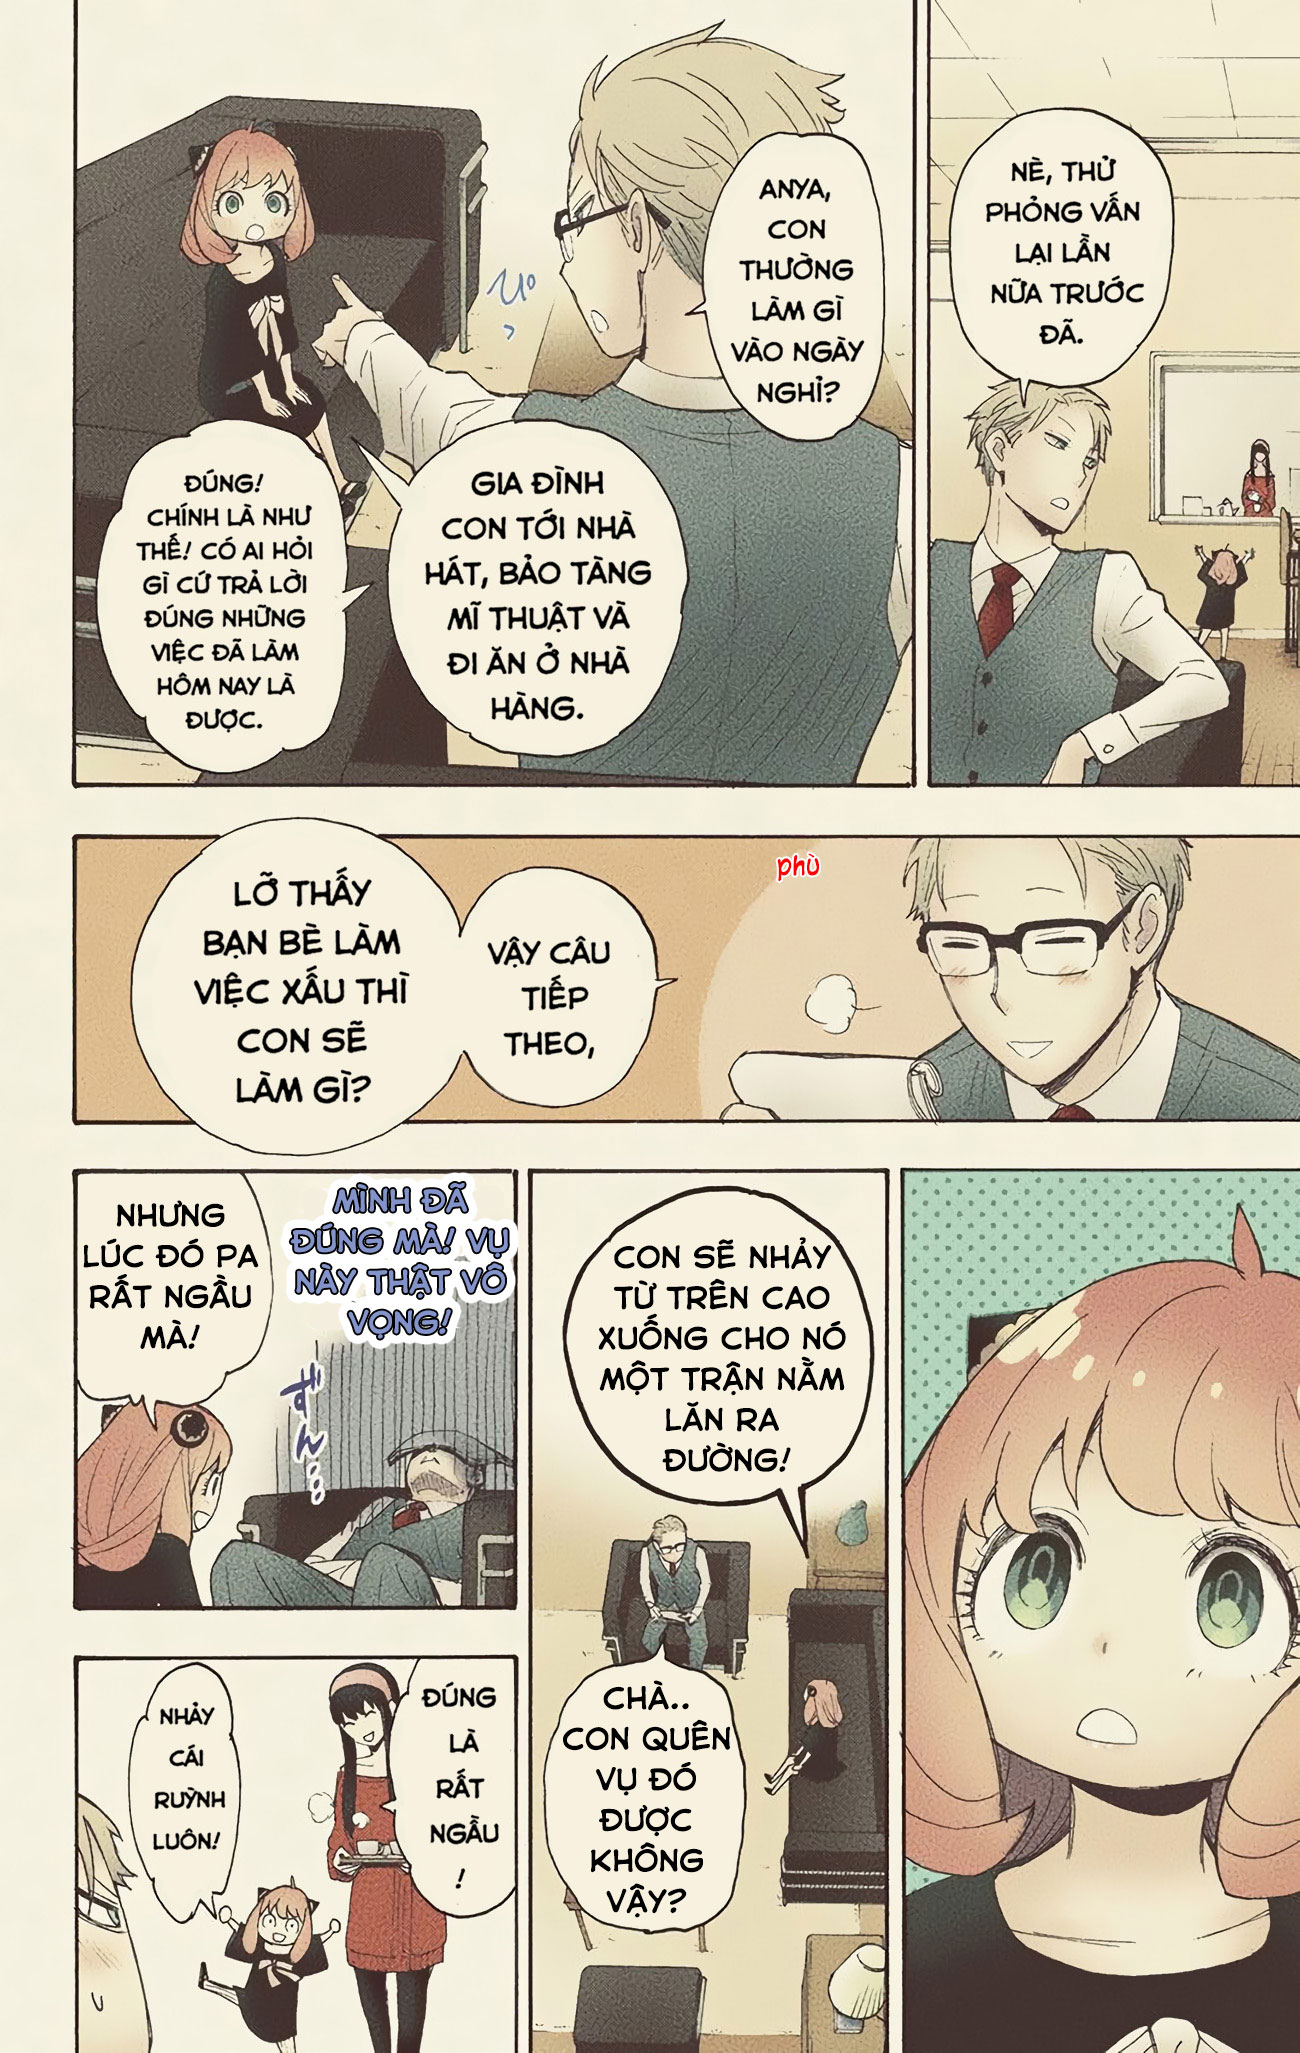 NÈ, THỬ
PHỎNG VẤN
LẠI LẦN
NỮA TRƯỚC
ĐÃ.
ANYA,
CON
THƯỜNG
LÀM GÌ
VÀO NGÀY
NGHỈ?
ぴっ
GIA ĐÌNH
CON TỚI NHÀ
HÁT, BẢO TÀNG
MĨ THUẬT VÀ
ĐI ĂN Ở NHÀ
HÀNG.
ĐÚNG!
CHÍNH LÀ NHƯ
THẾ! CÓ AI HỎI
GÌ CỨ TRẢ LỜI
ĐÚNG NHỮNG
VIỆC ĐÃ LÀM
HÔM NAY LÀ
ĐƯỢC.
phù
VẬY CÂU
TIẾP
THEO,
LỠ THẤY
BẠN BÈ LÀM
VIỆC XẤU THÌ
CON SẼ
LÀM GÌ?
CON SẼ NHẢY
TỪ TRÊN CAO
XUỐNG CHO NÓ
MỘT TRẬN NẰM
LĂN RA
ĐƯỜNG!
CHÀ..
CON QUÊN
VỤ ĐÓ
ĐƯỢC
KHÔNG
VẬY?
MÌNH ĐÃ
ĐÚNG MÀ! VỤ
NÀY THẬT VÔ
VỌNG!
ずん…
NHƯNG
LÚC ĐÓ PA
RẤT NGẦU
MÀ!
ĐÚNG
LÀ
RẤT
NGẦU
!
NHẢY
CÁI
RUỲNH
LUÔN!